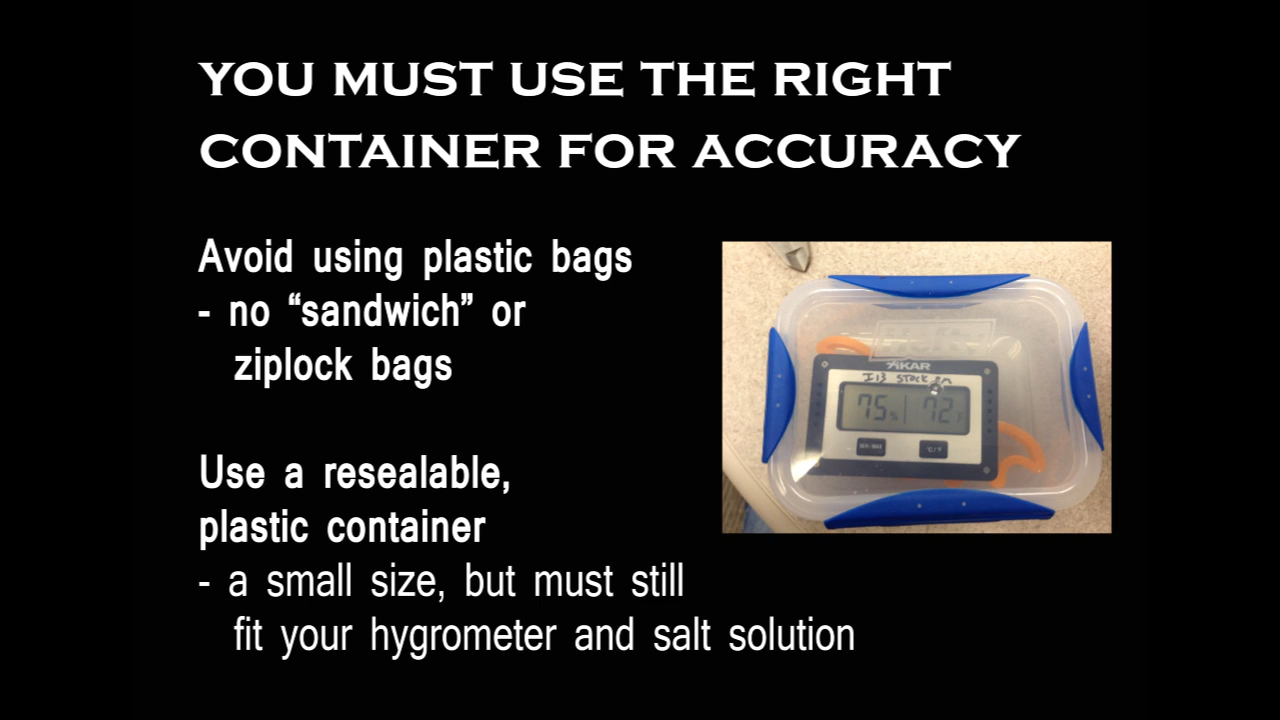 YOU MUST USE THE RIGHT
CONTAINER FOR ACCURACY
Avoid using plastic bags
- no “sandwich” or
ziplock bags
Use a resealable,
plastic container
- a small size, but must still
fit your hygrometer and salt solution
XIKAR
75% | 72F
°C/°F